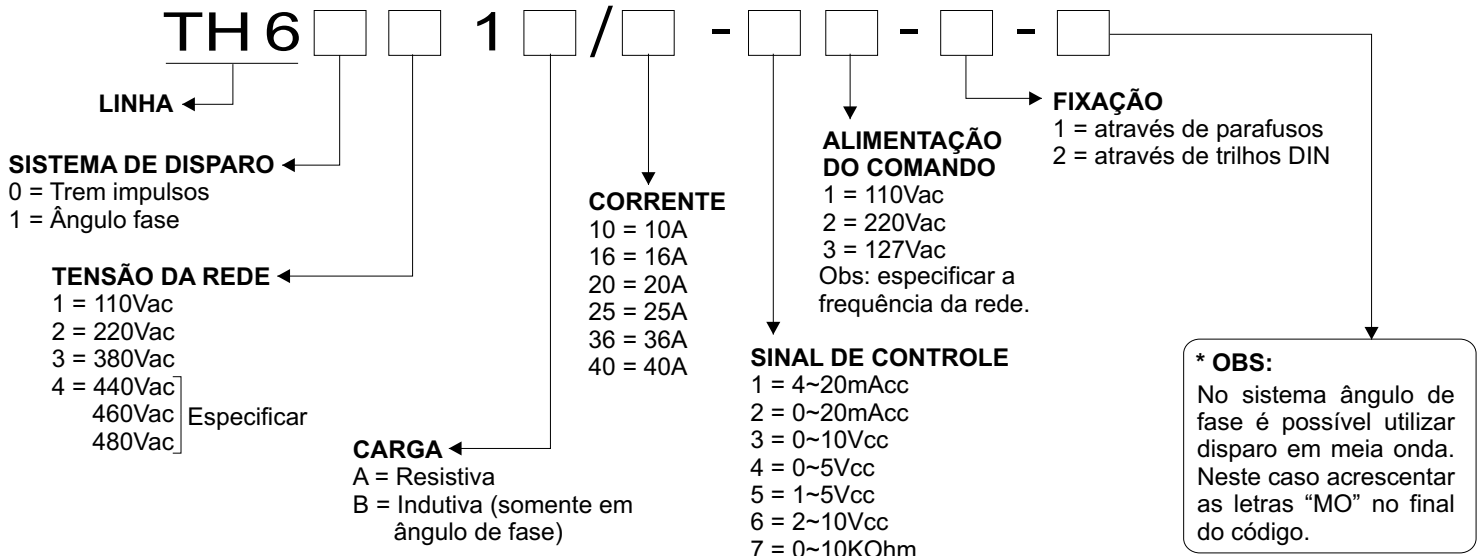 TH 6 1 / - - -
LINHA
SISTEMA DE DISPARO
0 = Trem impulsos
1 = Ângulo fase
TENSÃO DA REDE
1 = 110Vac
2 = 220Vac
3 = 380Vac
4 = 440Vac
460Vac
480Vac
Especificar
CARGA
A = Resistiva
B = Indutiva (somente em
ângulo de fase)
CORRENTE
10 = 10A
16 = 16A
20 = 20A
25 = 25A
36 = 36A
40 = 40A
SINAL DE CONTROLE
1 = 4~20mAcc
2 = 0~20mAcc
3 = 0~10Vcc
4 = 0~5Vcc
5 = 1~5Vcc
6 = 2~10Vcc
7 = 0~10KOhm
ALIMENTAÇÃO
DO COMANDO
1 = 110Vac
2 = 220Vac
3 = 127Vac
Obs: especificar a
frequência da rede.
FIXAÇÃO
1 = através de parafusos
2 = através de trilhos DIN
* OBS:
No sistema ângulo de
fase é possível utilizar
disparo em meia onda.
Neste caso acrescentar
as letras “MO” no final
do código.